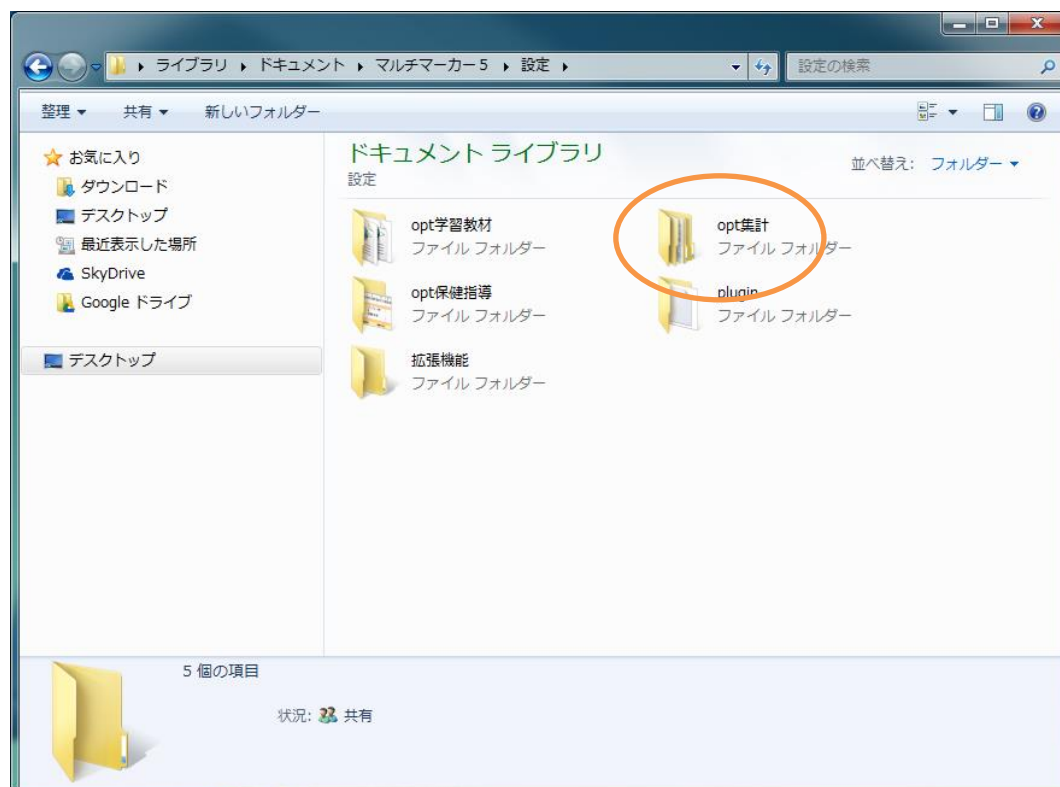 ライブラリ ▸ ドキュメント ▸ マルチマーカー５ ▸ 設定 ▸
設定の検索
整理 ▼ 共有 ▼ 新しいフォルダー
お気に入り
ダウンロード
デスクトップ
最近表示した場所
SkyDrive
Google ドライブ
デスクトップ
ドキュメント ライブラリ
設定
並べ替え: フォルダー ▼
opt学習教材
ファイル フォルダー
opt集計
ファイル フォルダー
opt保健指導
ファイル フォルダー
plugin
ファイル フォルダー
拡張機能
ファイル フォルダー
5 個の項目
状況: 共有